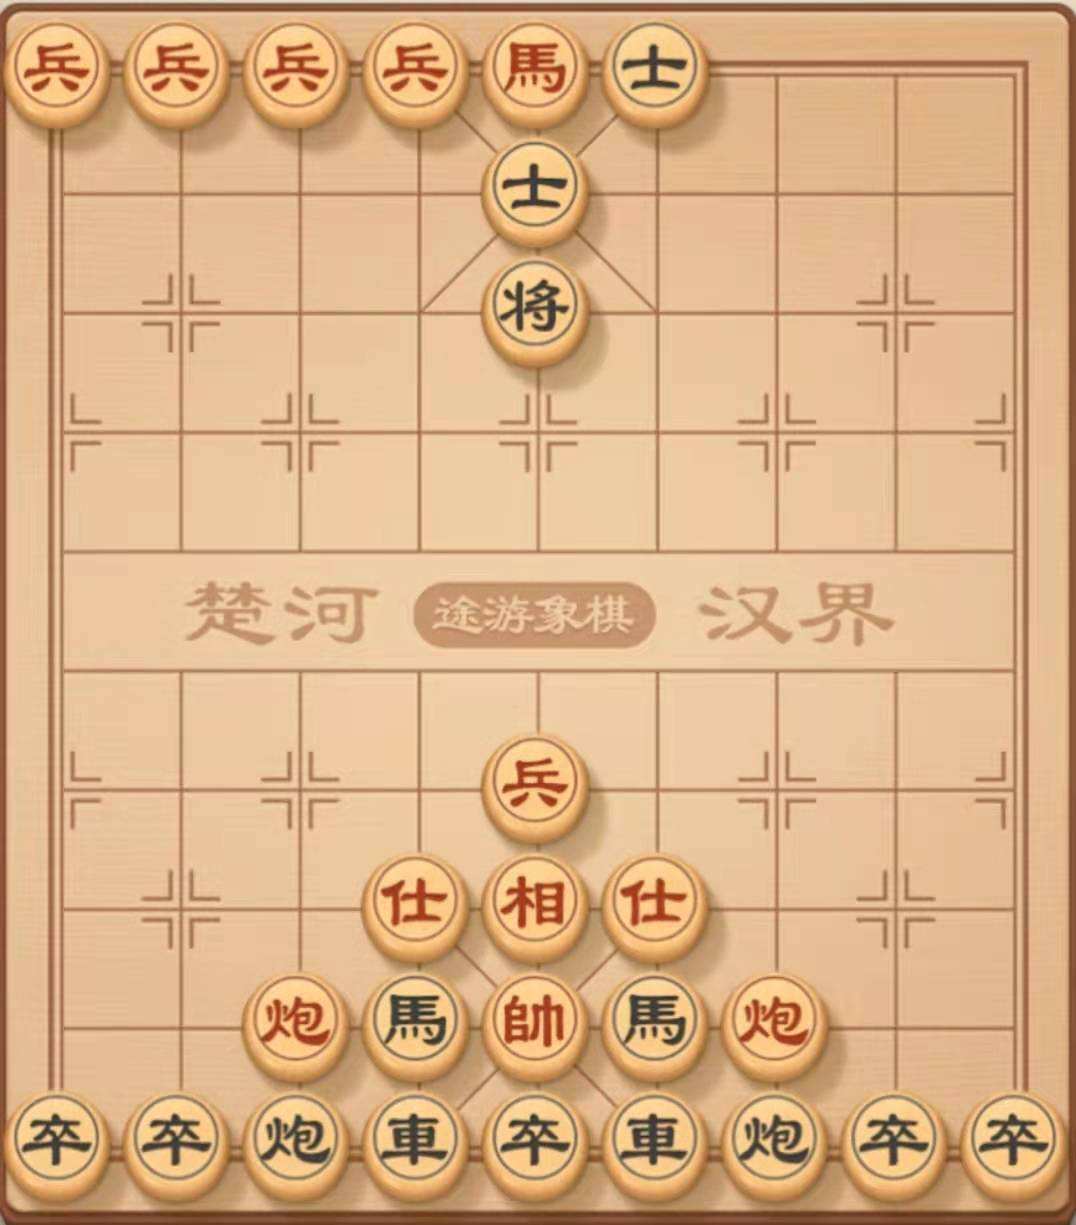 兵兵兵兵馬士
士
将
楚河 途游象棋 汉界
兵
仕相仕
炮馬帥馬炮
卒卒炮車卒車炮卒卒